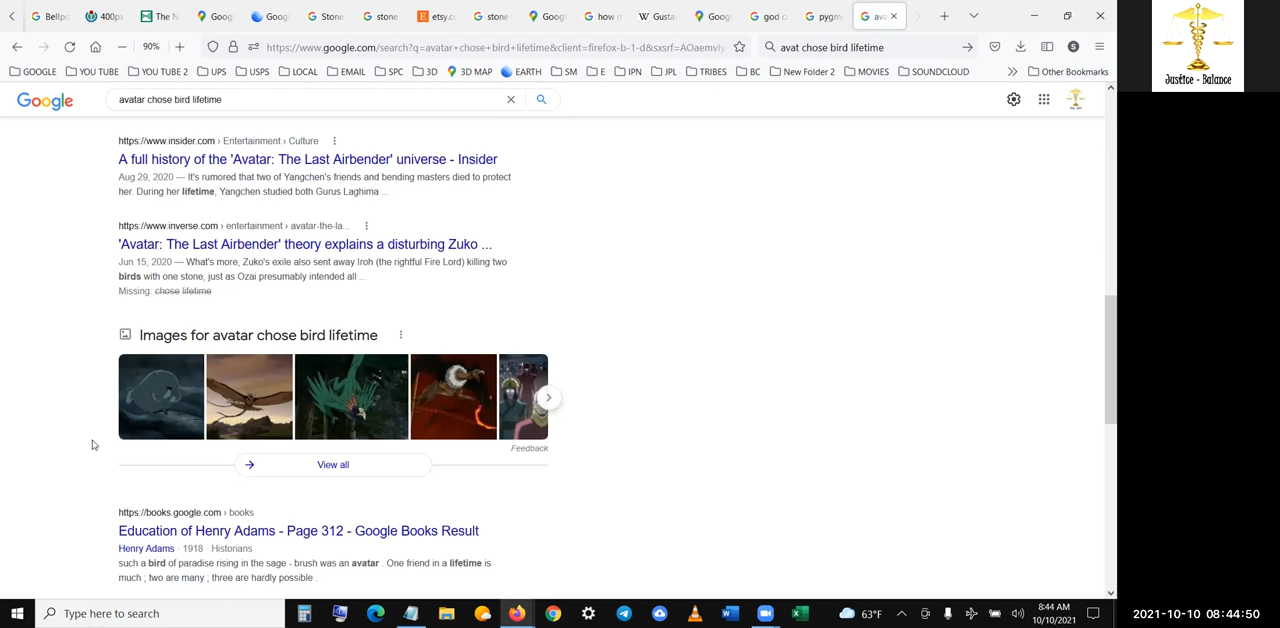 Bellpo
400px
The N
Goog
Goog
Stone
stone
etsy.c
stone
Goog
how n
W Gusta
Goog
god c
pygm
ava
90%
https://www.google.com/search?q=avatar+chose+bird+lifetime&client=firefox-b-1-d&sxsrf=AOaemvIy
avat chose bird lifetime
GOOGLE YOU TUBE YOU TUBE 2 UPS USPS LOCAL EMAIL SPC 3D 3D MAP EARTH SM E IPN JPL TRIBES BC New Folder 2 MOVIES SOUNDCLOUD Other Bookmarks
Google avatar chose bird lifetime
https://www.insider.com › Entertainment › Culture
A full history of the 'Avatar: The Last Airbender' universe - Insider
Aug 29, 2020 — It's rumored that two of Yangchen's friends and bending masters died to protect
her. During her lifetime, Yangchen studied both Gurus Laghima ...
https://www.inverse.com › entertainment › avatar-the-la...
'Avatar: The Last Airbender' theory explains a disturbing Zuko ...
Jun 15, 2020 — What's more, Zuko's exile also sent away Iroh (the rightful Fire Lord) killing two
birds with one stone, just as Ozai presumably intended all ...
Missing: chose lifetime
Images for avatar chose bird lifetime
Feedback
View all
https://books.google.com › books
Education of Henry Adams - Page 312 - Google Books Result
Henry Adams · 1918 · Historians
such a bird of paradise rising in the sage - brush was an avatar . One friend in a lifetime is
much ; two are many ; three are hardly possible .
Type here to search
63°F
8:44 AM
10/10/2021
Justice - Balance
2021-10-10 08:44:50